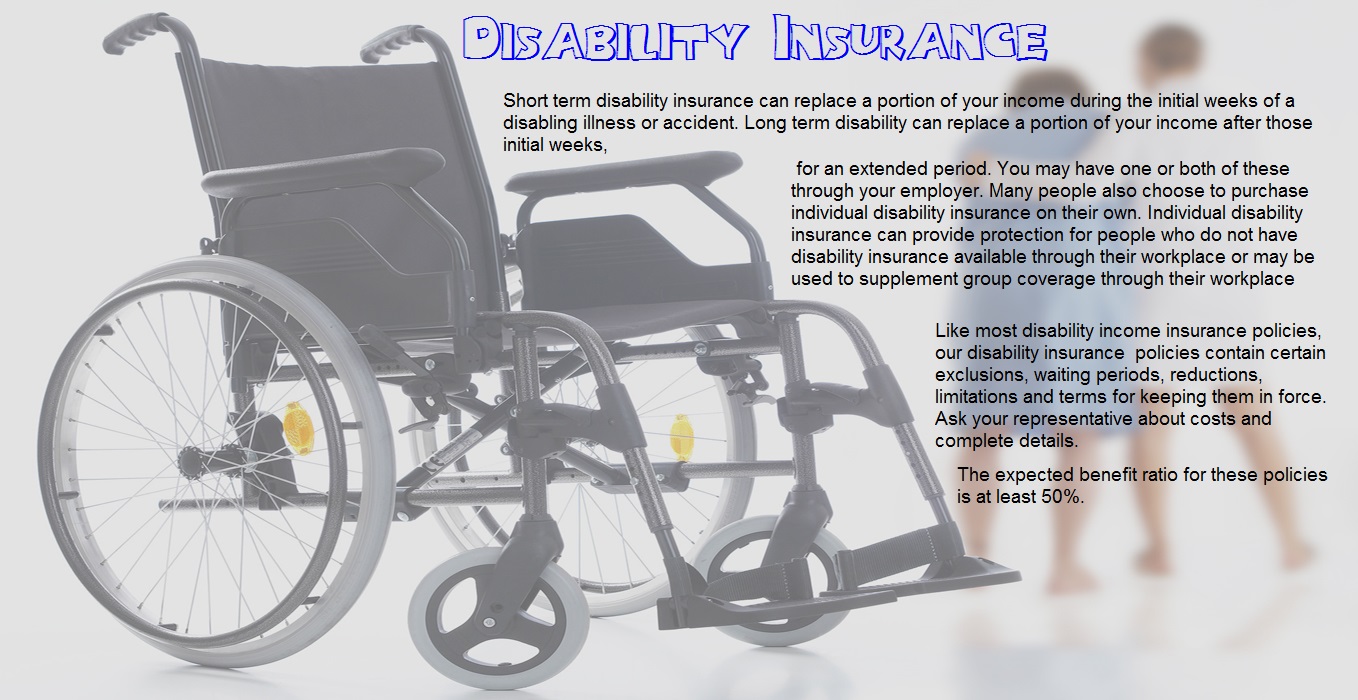 Disability Insurance
Short term disability insurance can replace a portion of your income during the initial weeks of a
disabling illness or accident. Long term disability can replace a portion of your income after those
initial weeks,
for an extended period. You may have one or both of these
through your employer. Many people also choose to purchase
individual disability insurance on their own. Individual disability
insurance can provide protection for people who do not have
disability insurance available through their workplace or may be
used to supplement group coverage through their workplace
Like most disability income insurance policies,
our disability insurance  policies contain certain
exclusions, waiting periods, reductions,
limitations and terms for keeping them in force.
Ask your representative about costs and
complete details.
The expected benefit ratio for these policies
is at least 50%.